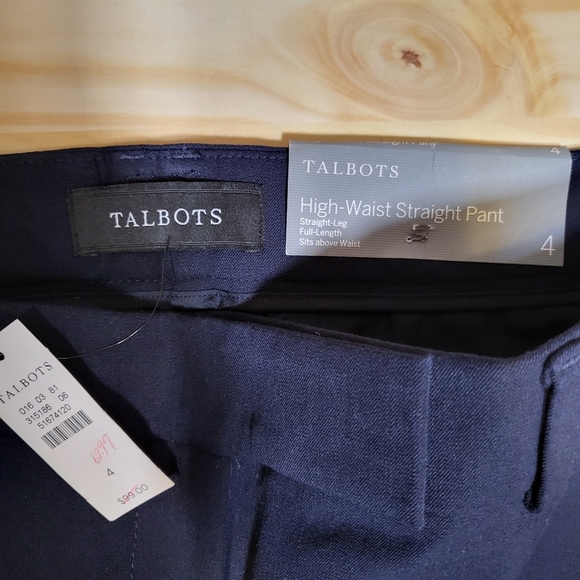 TALBOTS
TALBOTS
High-Waist Straight Pant
Straight-Leg
Full-Length
Sits above Waist
4
4
TALBOTS
016 03 81
315186 06
51674120
4
$99.00